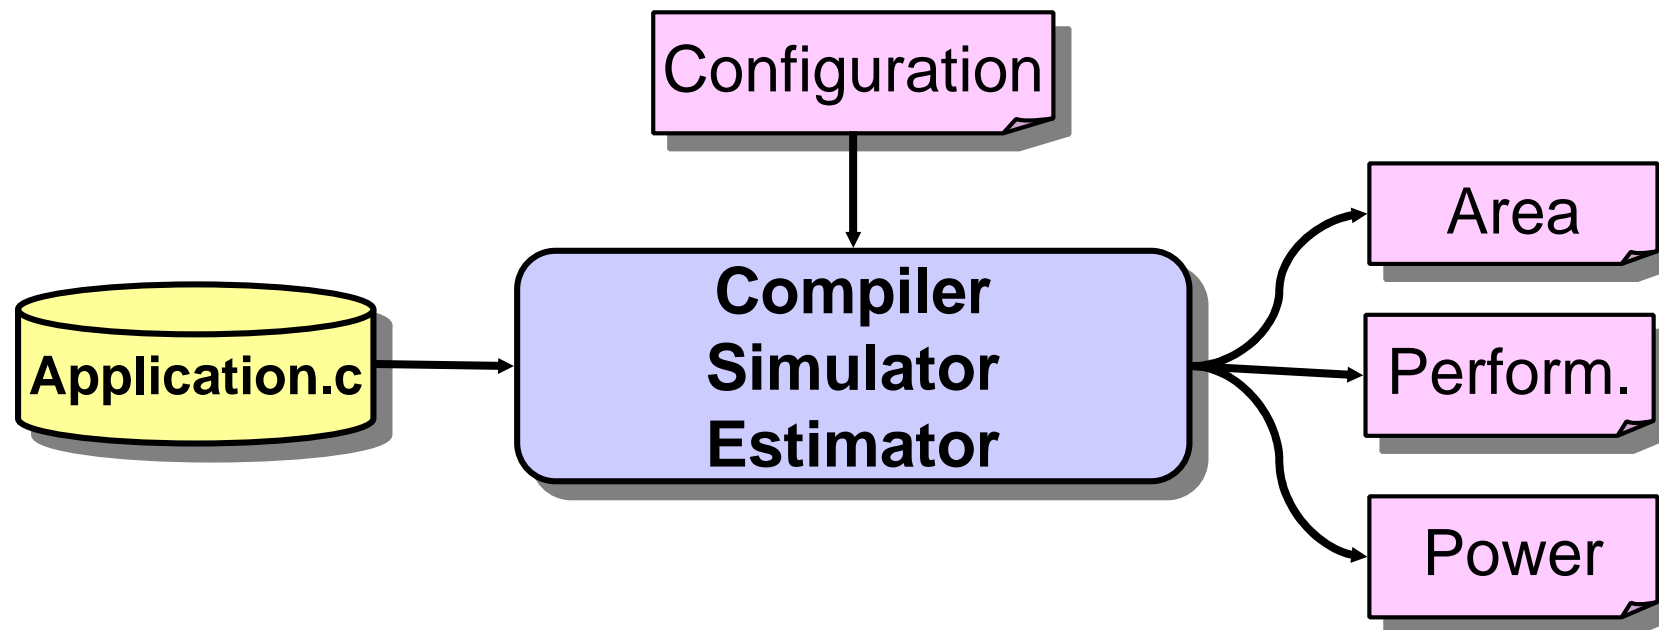 Configuration
Area
Application.c
Compiler
Simulator
Estimator
Perform.
Power